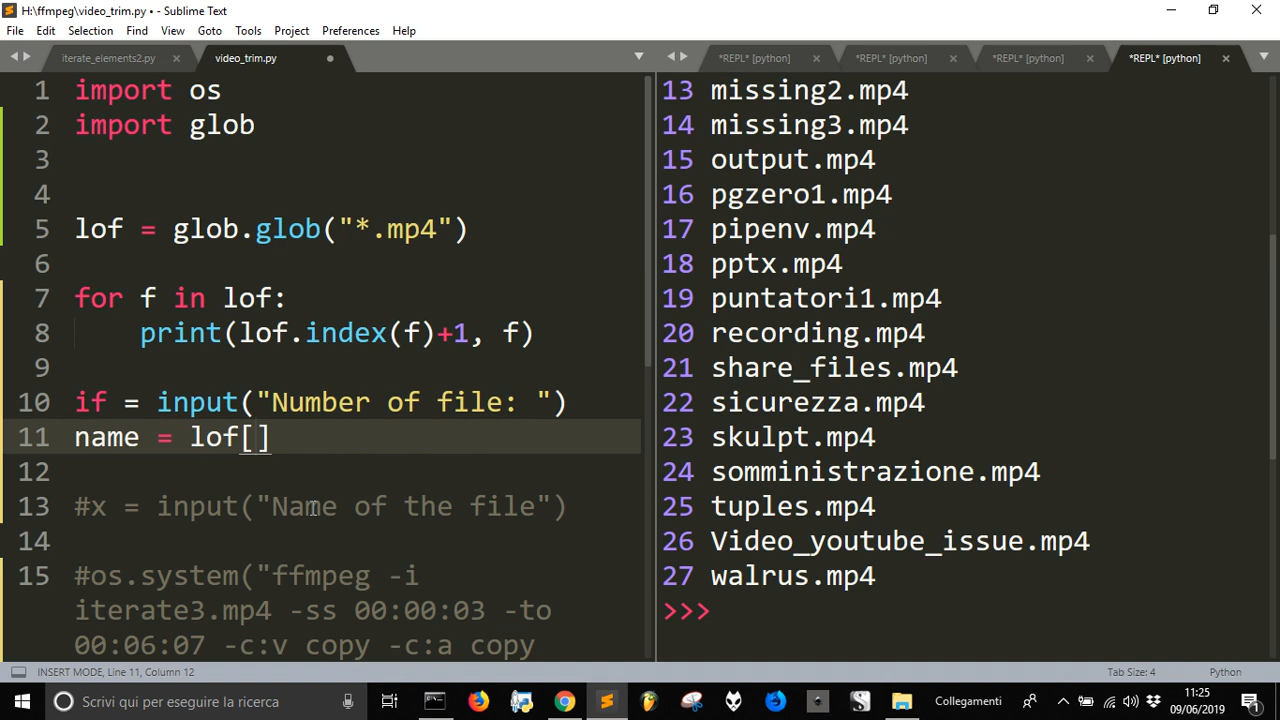 H:\ffmpeg\video_trim.py • - Sublime Text
File Edit Selection Find View Goto Tools Project Preferences Help
iterate_elements2.py video_trim.py
*REPL* [python] *REPL* [python] *REPL* [python] *REPL* [python]
1 import os
2 import glob
3
4
5 lof = glob.glob("*.mp4")
6
7 for f in lof:
8 print(lof.index(f)+1, f)
9
10 if = input("Number of file: ")
11 name = lof[]
12
13 #x = input("Name of the file")
14
15 #os.system("ffmpeg -i
iterate3.mp4 -ss 00:00:03 -to
00:06:07 -c:v copy -c:a copy
13 missing2.mp4
14 missing3.mp4
15 output.mp4
16 pgzero1.mp4
17 pipenv.mp4
18 pptx.mp4
19 puntatori1.mp4
20 recording.mp4
21 share_files.mp4
22 sicurezza.mp4
23 skulpt.mp4
24 somministrazione.mp4
25 tuples.mp4
26 Video_youtube_issue.mp4
27 walrus.mp4
>>>
INSERT MODE, Line 11, Column 12 Tab Size: 4 Python
Scrivi qui per eseguire la ricerca Collegamenti 11:25
09/06/2019